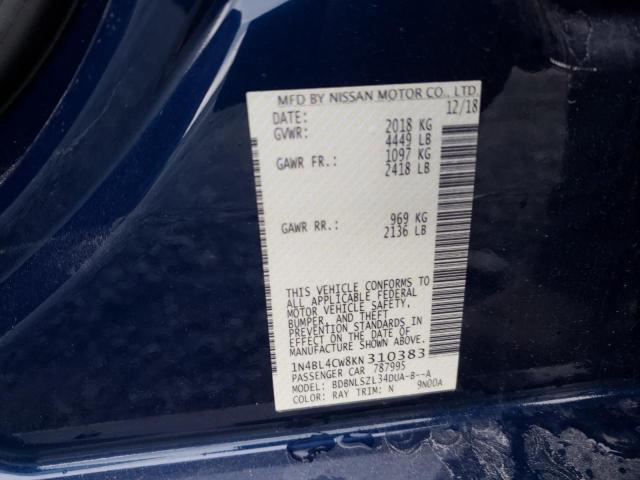 MFD BY NISSAN MOTOR CO., LTD.
DATE: 12/18
GVWR: 2018 KG
4449 LB
GAWR FR.: 1097 KG
2418 LB
GAWR RR.: 969 KG
2136 LB
THIS VEHICLE CONFORMS TO
ALL APPLICABLE FEDERAL
MOTOR VEHICLE SAFETY,
BUMPER, AND THEFT
PREVENTION STANDARDS IN
EFFECT ON THE DATE OF
MANUFACTURE SHOWN ABOVE.
1N4BL4CW8KN310383
PASSENGER CAR 787995
MODEL: BDBNLSZL34DUA-B--A
COLOR: RAY TRIM: N 9N00A